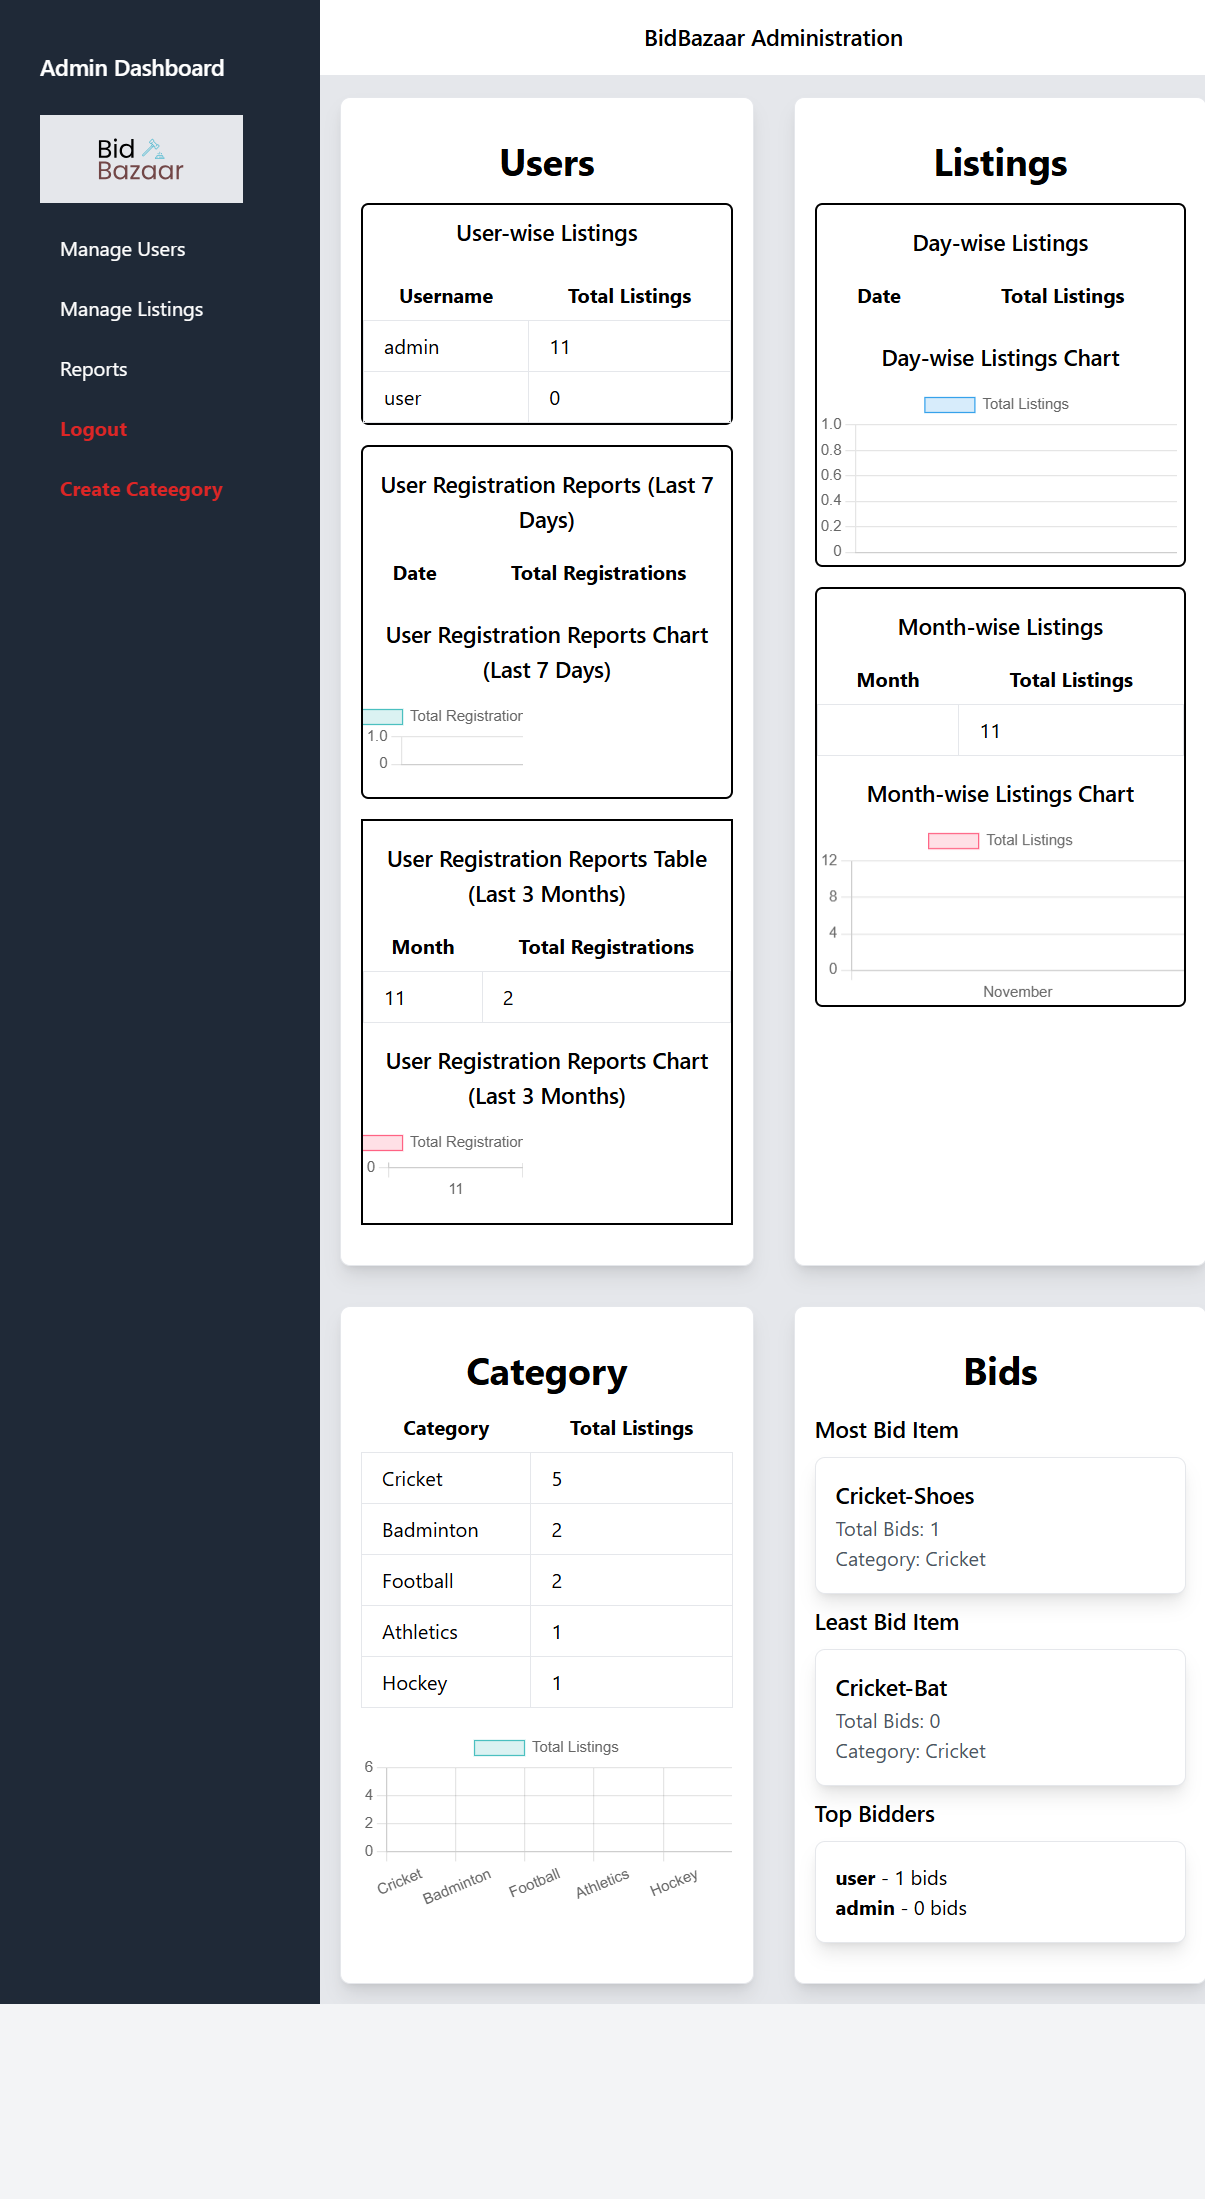 Admin Dashboard
Bid
Bazaar
Manage Users
Manage Listings
Reports
Logout
Create Cateegory
BidBazaar Administration
Users
User-wise Listings
Username Total Listings
admin 11
user 0
User Registration Reports (Last 7
Days)
Date Total Registrations
User Registration Reports Chart
(Last 7 Days)
Total Registration
1.0
0
User Registration Reports Table
(Last 3 Months)
Month Total Registrations
11 2
User Registration Reports Chart
(Last 3 Months)
Total Registration
0
11
Listings
Day-wise Listings
Date Total Listings
Day-wise Listings Chart
Total Listings
1.0
0.8
0.6
0.4
0.2
0
Month-wise Listings
Month Total Listings
11
Month-wise Listings Chart
Total Listings
12
8
4
0
November
Category
Category Total Listings
Cricket 5
Badminton 2
Football 2
Athletics 1
Hockey 1
Total Listings
6
4
2
0
Cricket Badminton Football Athletics Hockey
Bids
Most Bid Item
Cricket-Shoes
Total Bids: 1
Category: Cricket
Least Bid Item
Cricket-Bat
Total Bids: 0
Category: Cricket
Top Bidders
user - 1 bids
admin - 0 bids